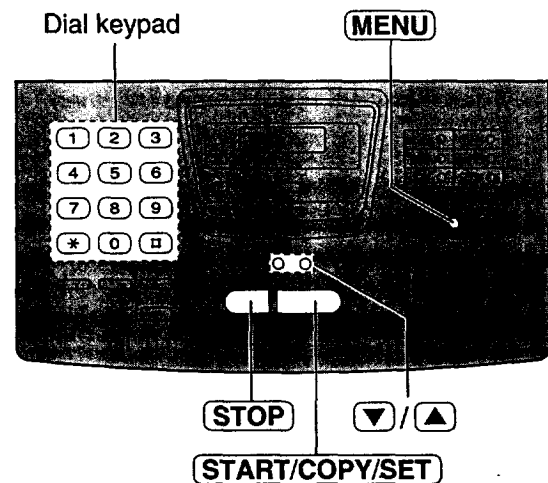 Dial keypad
MENU
1 2 3
4 5 6
7 8 9
* 0 ¤
STOP
▼/▲
START/COPY/SET